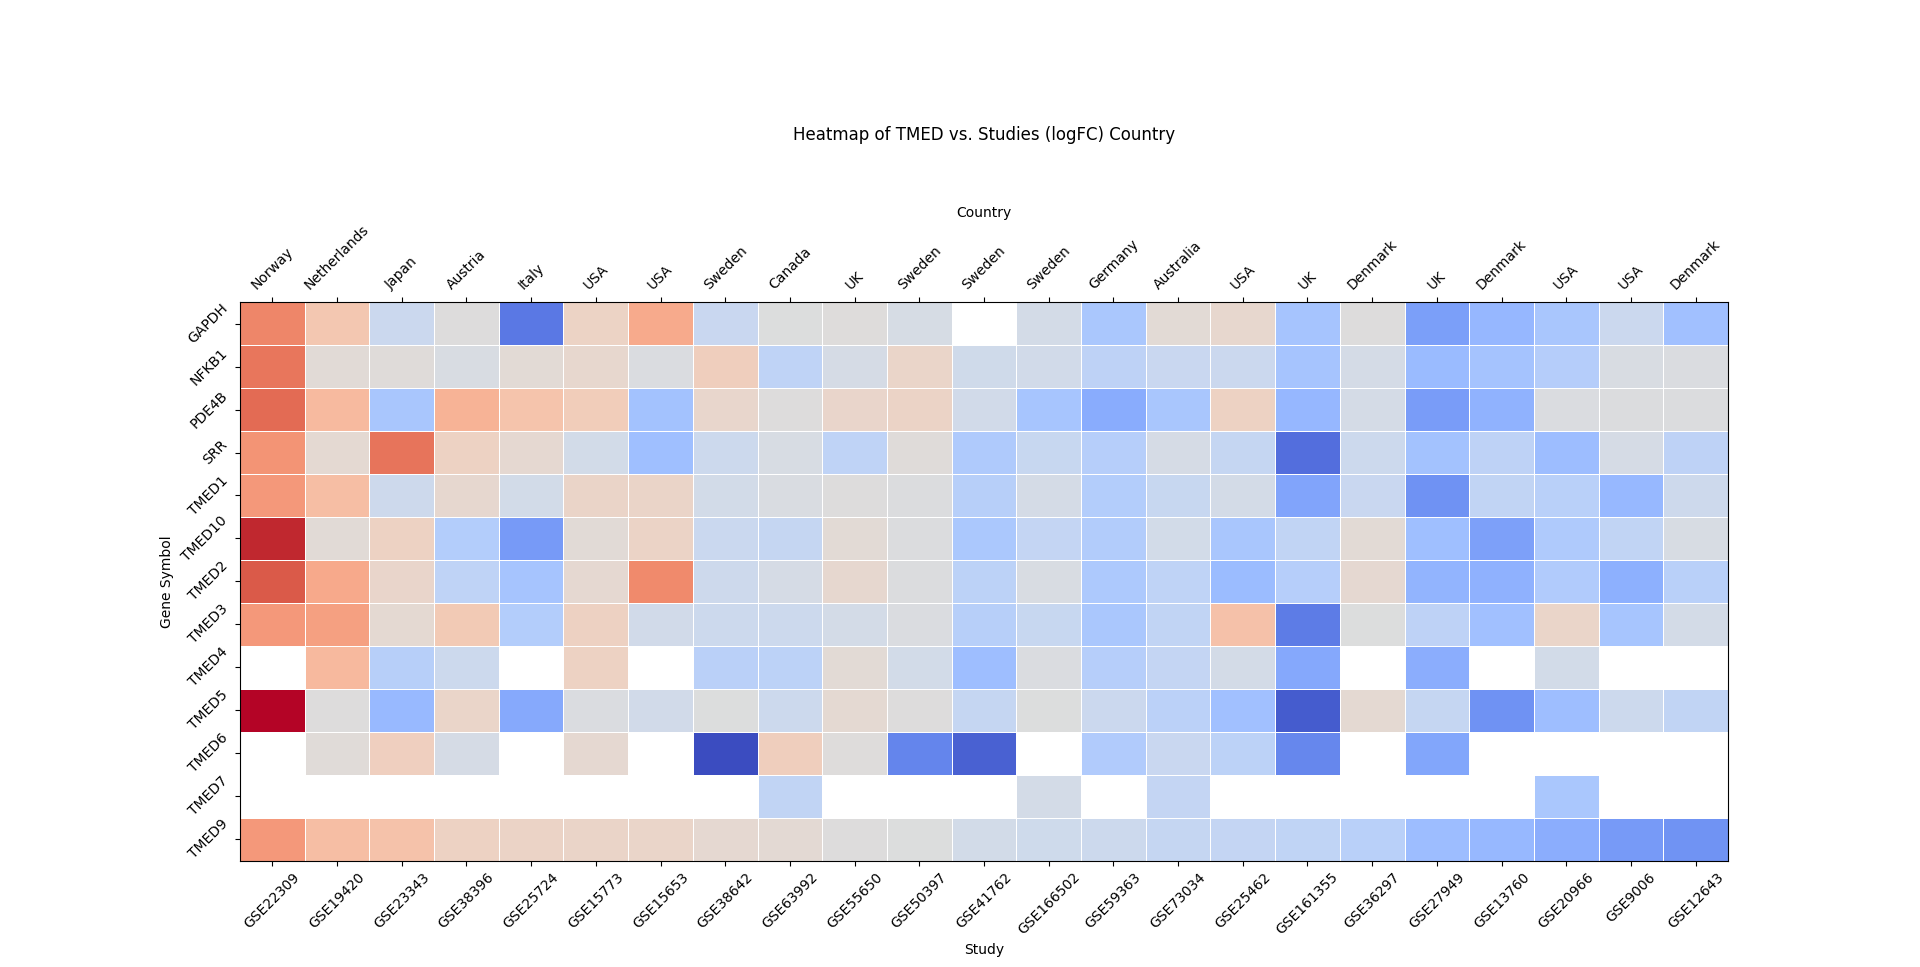 Heatmap of TMED vs. Studies (logFC) Country
Country
Norway Netherlands Japan Austria Italy USA USA Sweden Canada UK Sweden Sweden Sweden Germany Australia USA UK Denmark UK Denmark USA USA Denmark
Gene Symbol
GAPDH
NFKB1
PDE4B
SRR
TMED1
TMED10
TMED2
TMED3
TMED4
TMED5
TMED6
TMED7
TMED9
GSE22309 GSE19420 GSE23343 GSE38396 GSE25724 GSE15773 GSE15653 GSE38642 GSE63992 GSE55650 GSE50397 GSE41762 GSE166502 GSE59363 GSE73034 GSE25462 GSE161355 GSE36297 GSE27949 GSE13760 GSE20966 GSE9006 GSE12643
Study